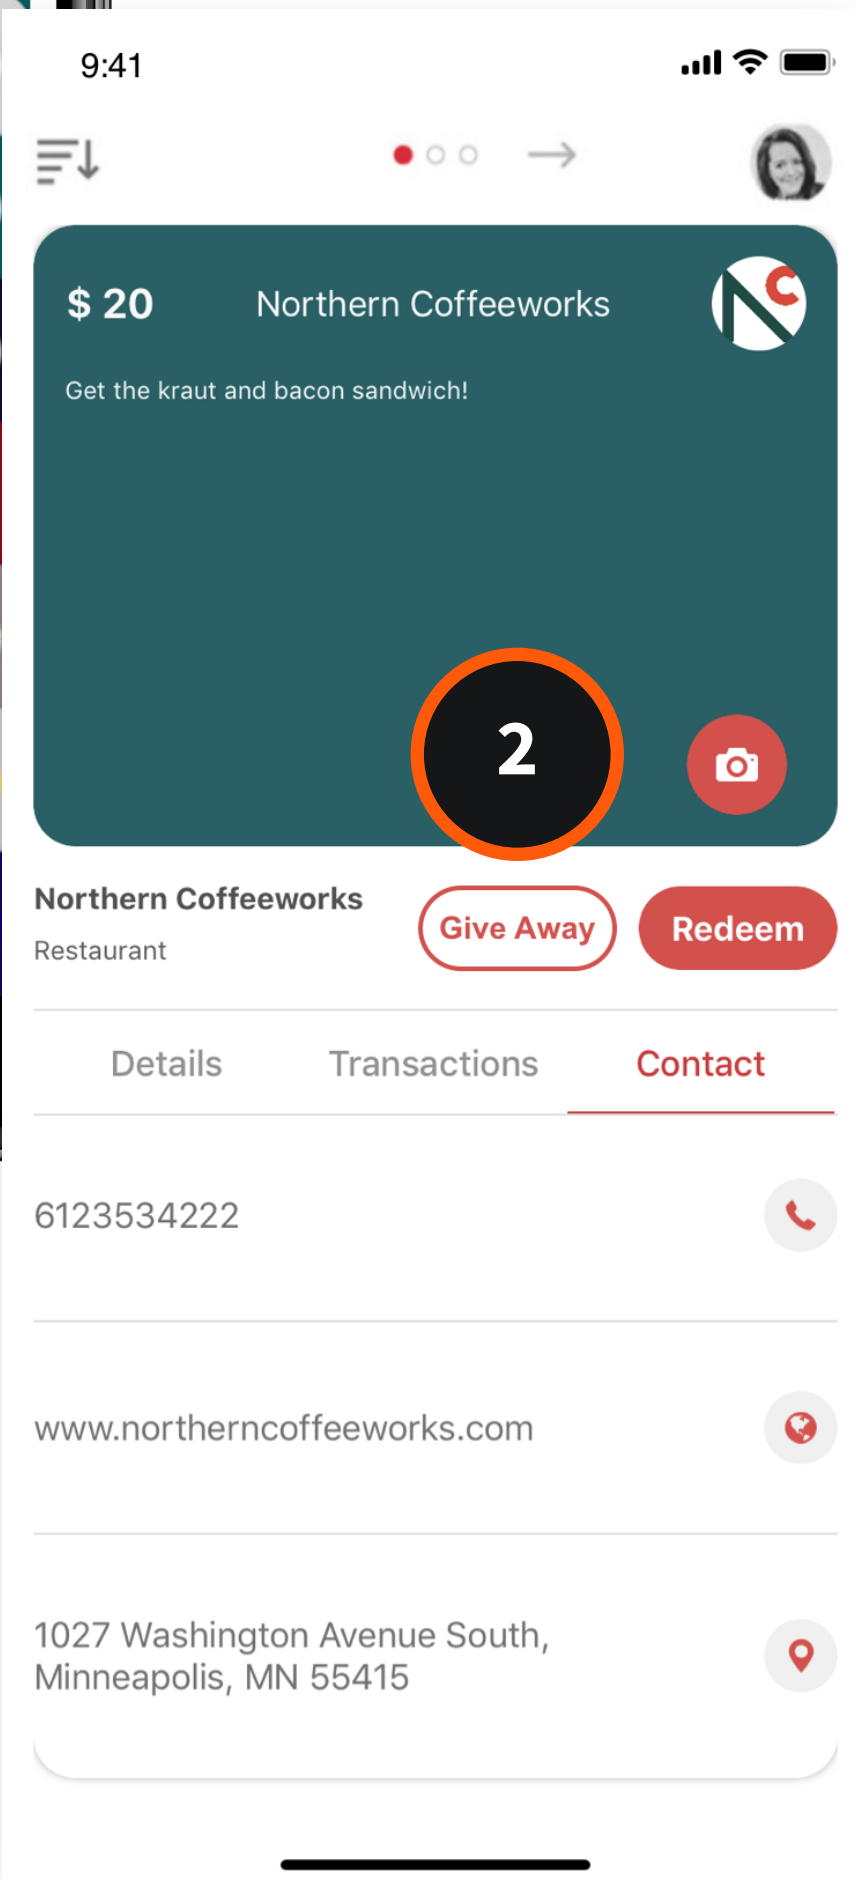 9:41
$ 20 Northern Coffeeworks NC
Get the kraut and bacon sandwich!
2
Northern Coffeeworks
Restaurant
Give Away Redeem
Details Transactions Contact
6123534222
www.northerncoffeeworks.com
1027 Washington Avenue South,
Minneapolis, MN 55415